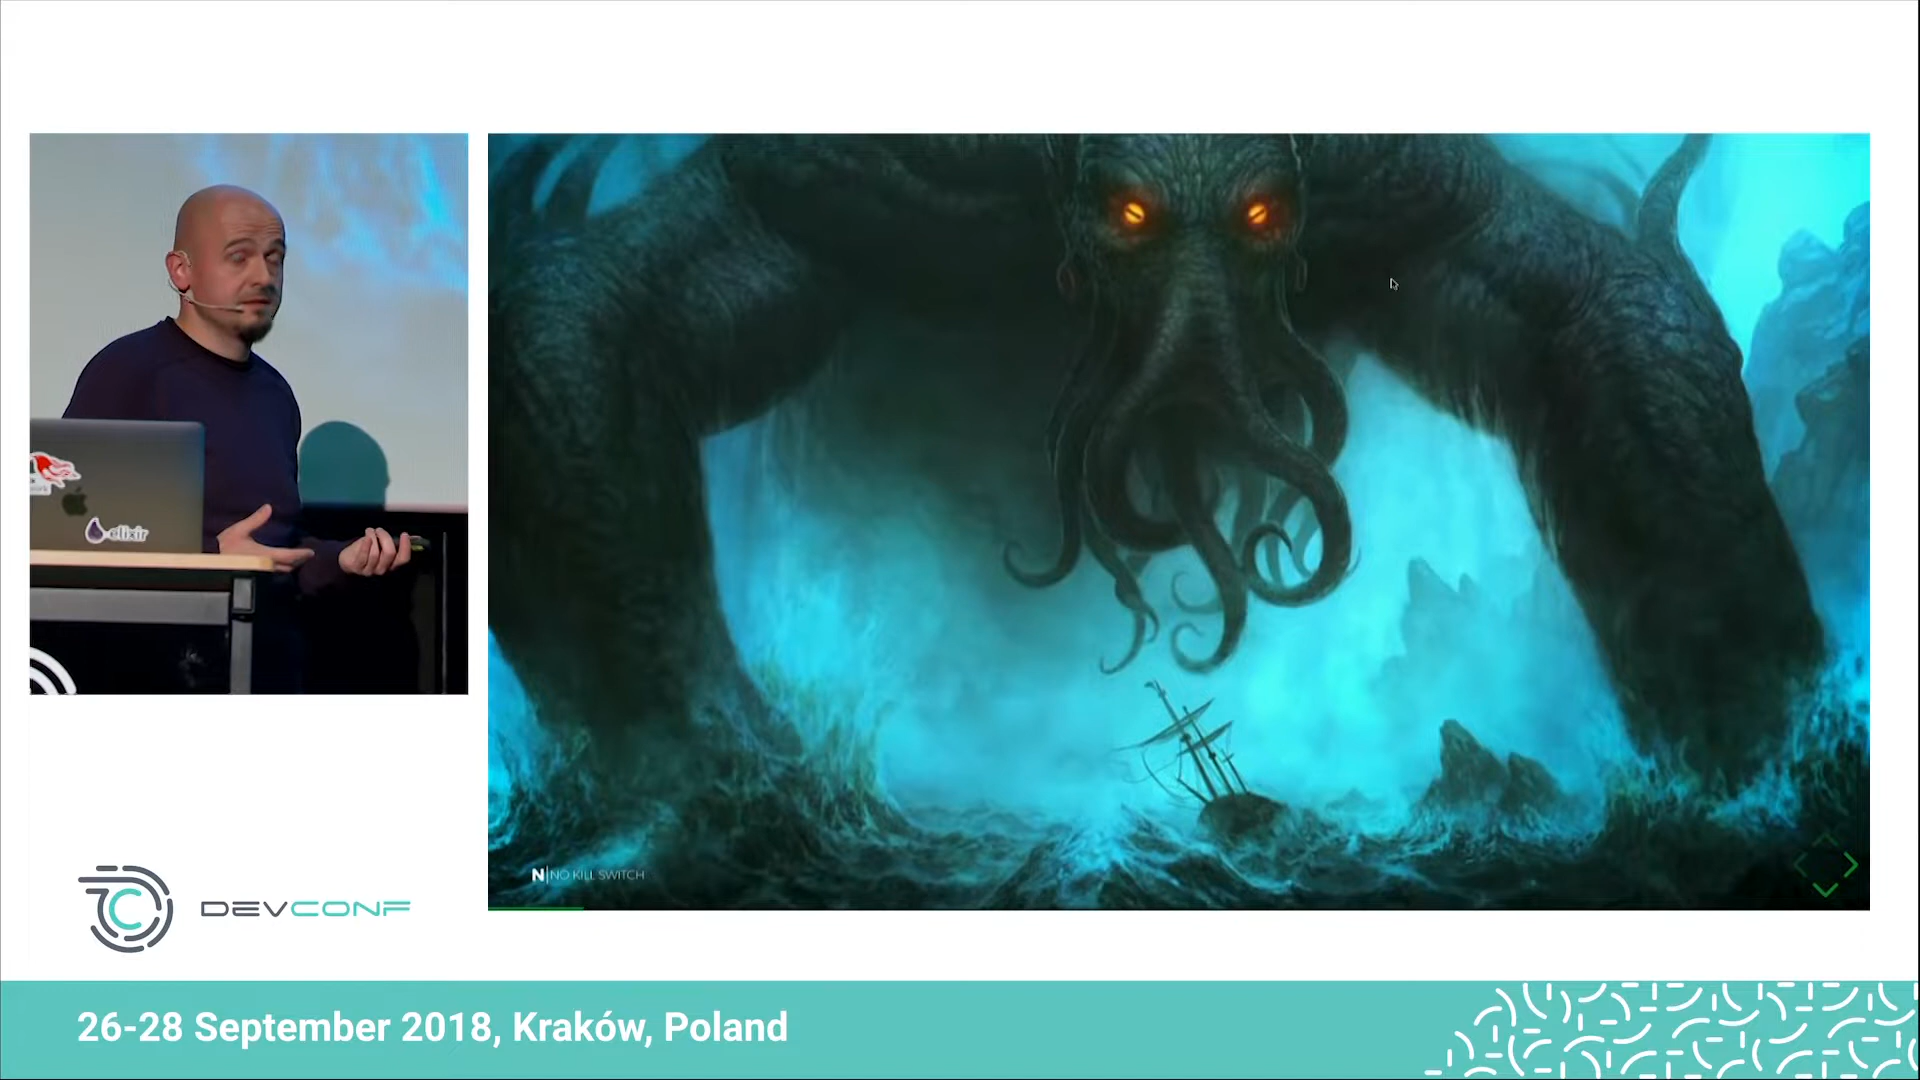 elixir
N|NO KILL SWITCH
DEVCONF
26-28 September 2018, Kraków, Poland